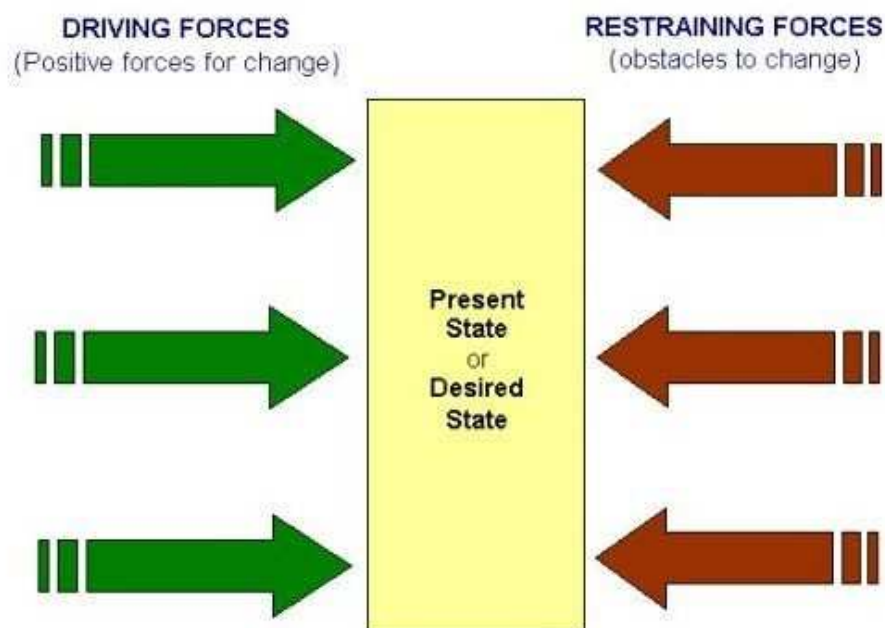 DRIVING FORCES
(Positive forces for change)
RESTRAINING FORCES
(obstacles to change)
Present
State
or
Desired
State